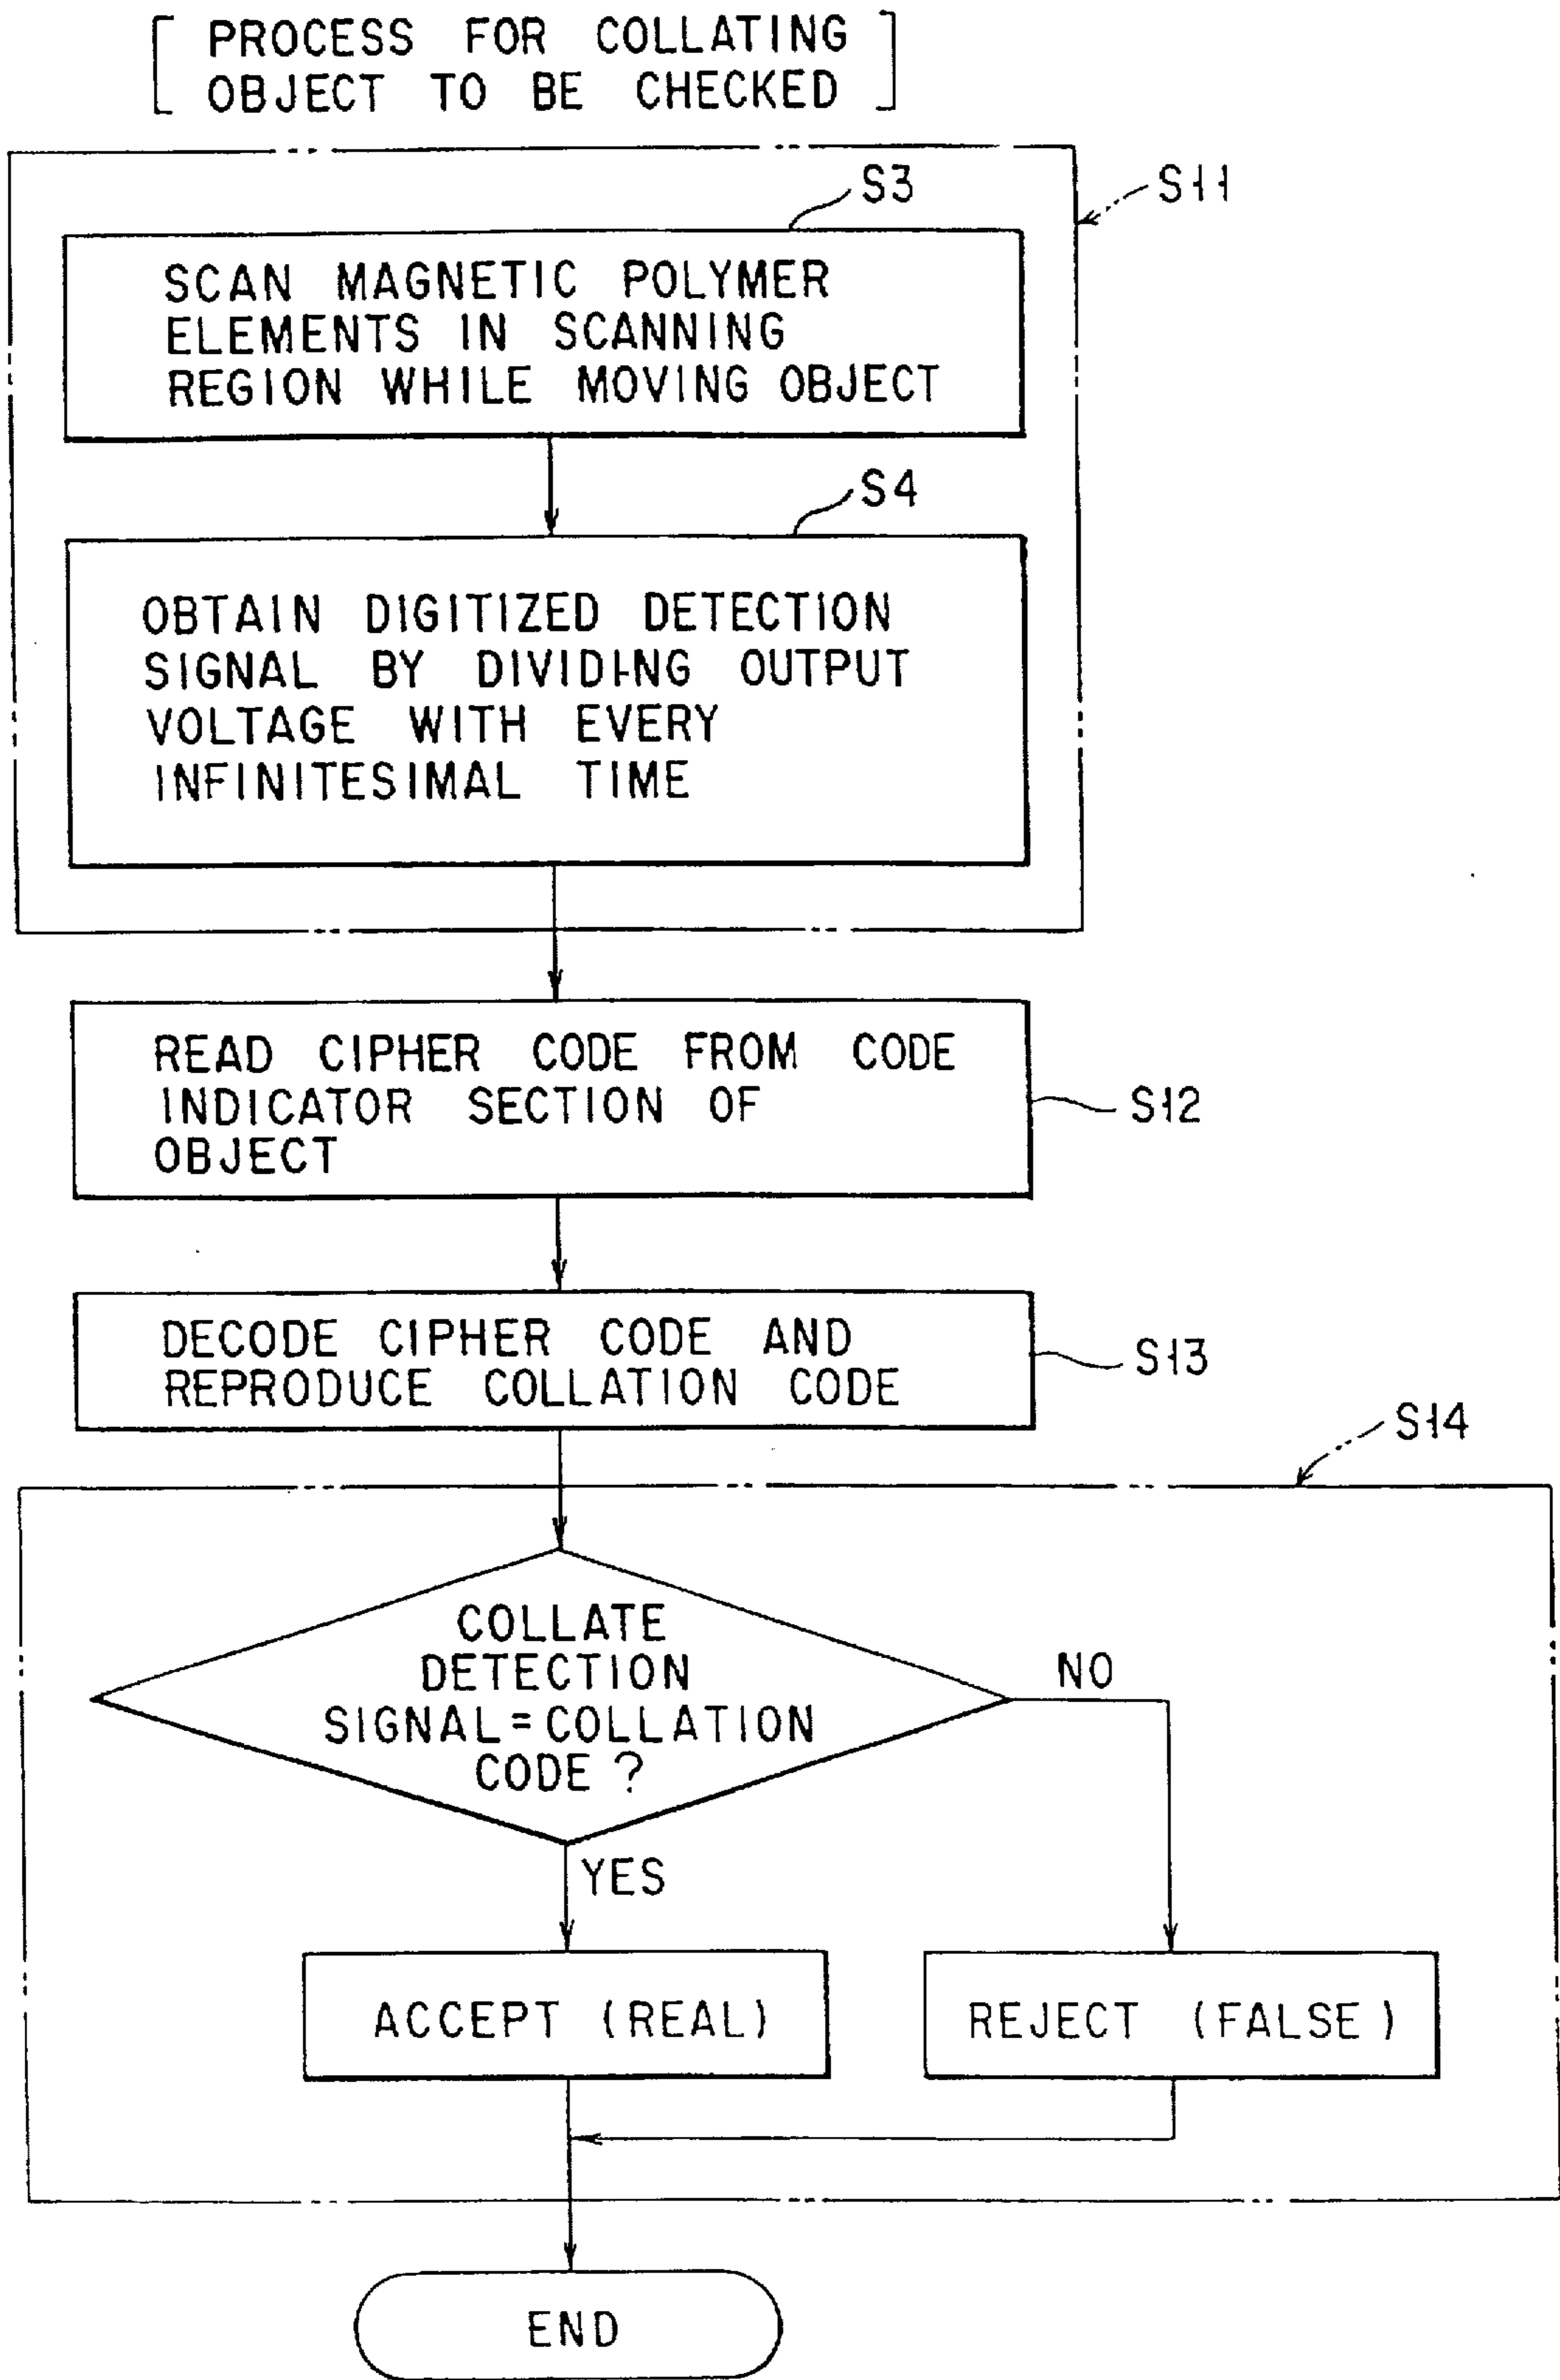 [ PROCESS FOR COLLATING
OBJECT TO BE CHECKED ]
S11
S3
SCAN MAGNETIC POLYMER
ELEMENTS IN SCANNING
REGION WHILE MOVING OBJECT
S4
OBTAIN DIGITIZED DETECTION
SIGNAL BY DIVIDING OUTPUT
VOLTAGE WITH EVERY
INFINITESIMAL TIME
READ CIPHER CODE FROM CODE
INDICATOR SECTION OF
OBJECT
S12
DECODE CIPHER CODE AND
REPRODUCE COLLATION CODE
S13
S14
COLLATE
DETECTION
SIGNAL=COLLATION
CODE?
NO
YES
ACCEPT (REAL)
REJECT (FALSE)
END